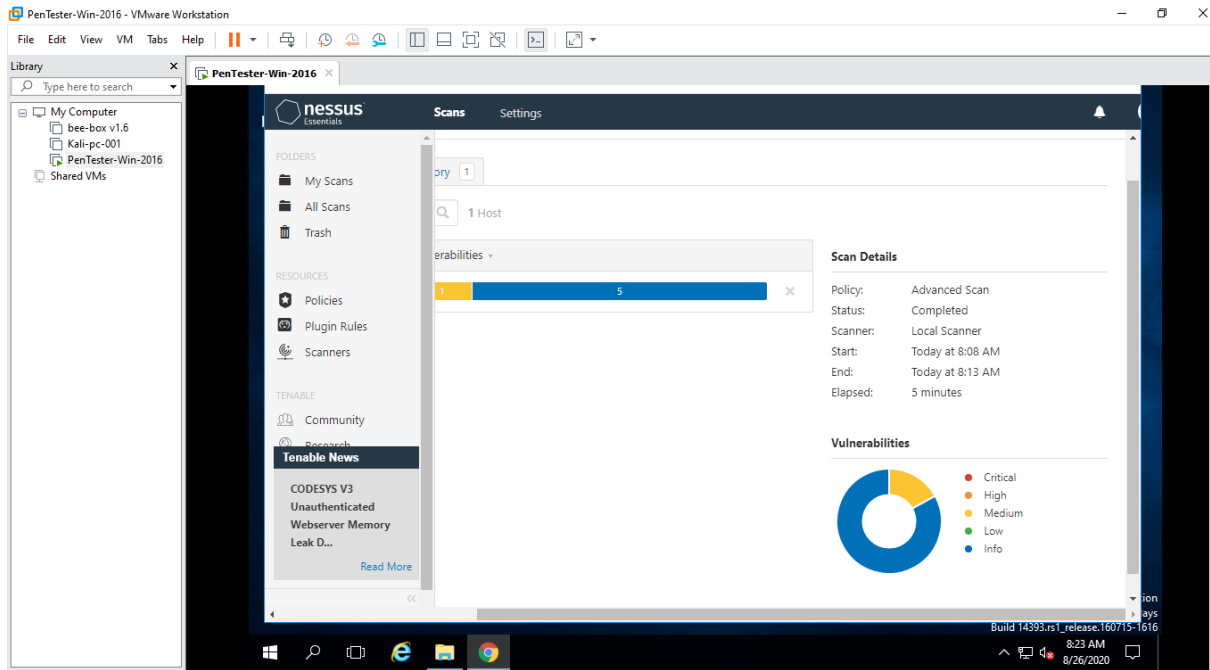 PenTester-Win-2016 - VMware Workstation
File Edit View VM Tabs Help
Library
Type here to search
My Computer
bee-box v1.6
Kali-pc-001
PenTester-Win-2016
Shared VMs
PenTester-Win-2016
nessus
Essentials
Scans Settings
FOLDERS
My Scans
All Scans
Trash
RESOURCES
Policies
Plugin Rules
Scanners
TENABLE
Community
Research
Tenable News
CODESYS V3
Unauthenticated
Webserver Memory
Leak D...
Read More
ory 1
1 Host
erabilities
1 5
Scan Details
Policy: Advanced Scan
Status: Completed
Scanner: Local Scanner
Start: Today at 8:08 AM
End: Today at 8:13 AM
Elapsed: 5 minutes
Vulnerabilities
Critical
High
Medium
Low
Info
ion
ays
Build 14393.rs1_release.160715-1616
8:23 AM
8/26/2020